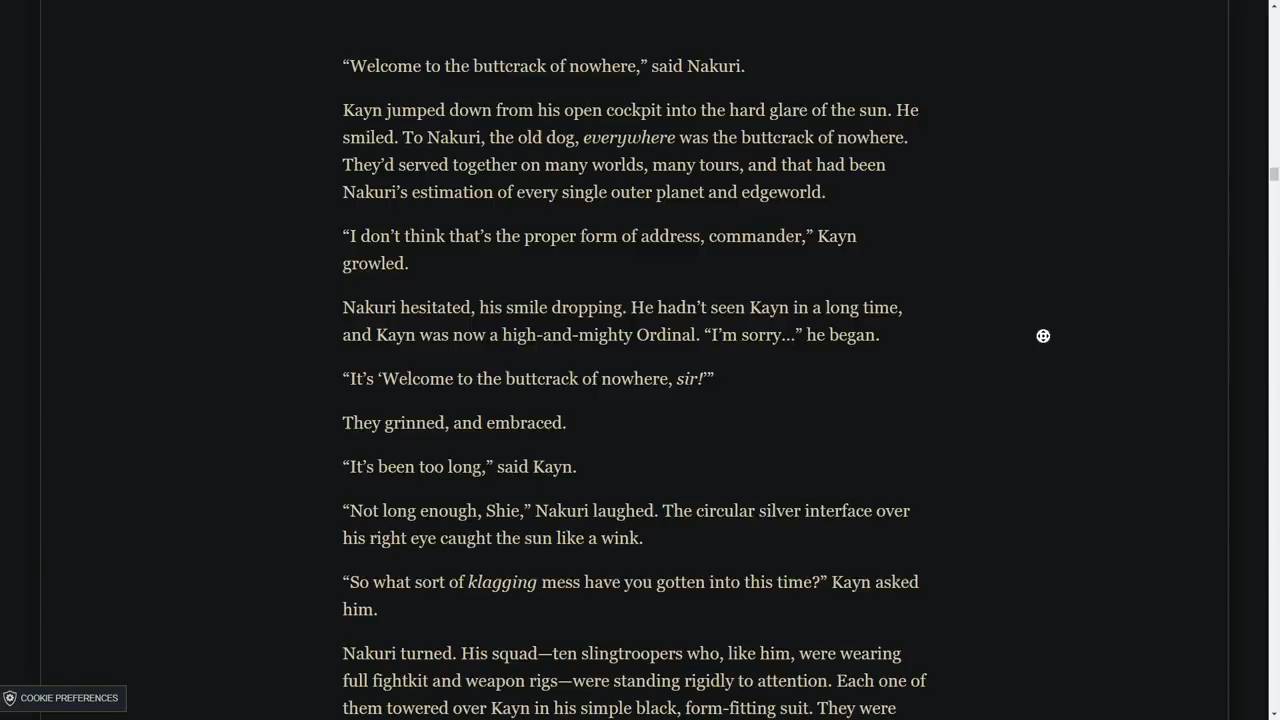 “Welcome to the buttcrack of nowhere,” said Nakuri.
Kayn jumped down from his open cockpit into the hard glare of the sun. He
smiled. To Nakuri, the old dog, everywhere was the buttcrack of nowhere.
They’d served together on many worlds, many tours, and that had been
Nakuri’s estimation of every single outer planet and edgeworld.
“I don’t think that’s the proper form of address, commander,” Kayn
growled.
Nakuri hesitated, his smile dropping. He hadn’t seen Kayn in a long time,
and Kayn was now a high-and-mighty Ordinal. “I’m sorry…” he began.
“It’s ‘Welcome to the buttcrack of nowhere, sir!’”
They grinned, and embraced.
“It’s been too long,” said Kayn.
“Not long enough, Shie,” Nakuri laughed. The circular silver interface over
his right eye caught the sun like a wink.
“So what sort of klagging mess have you gotten into this time?” Kayn asked
him.
Nakuri turned. His squad—ten slingtroopers who, like him, were wearing
full fightkit and weapon rigs—were standing rigidly to attention. Each one of
them towered over Kayn in his simple black, form-fitting suit. They were
COOKIE PREFERENCES